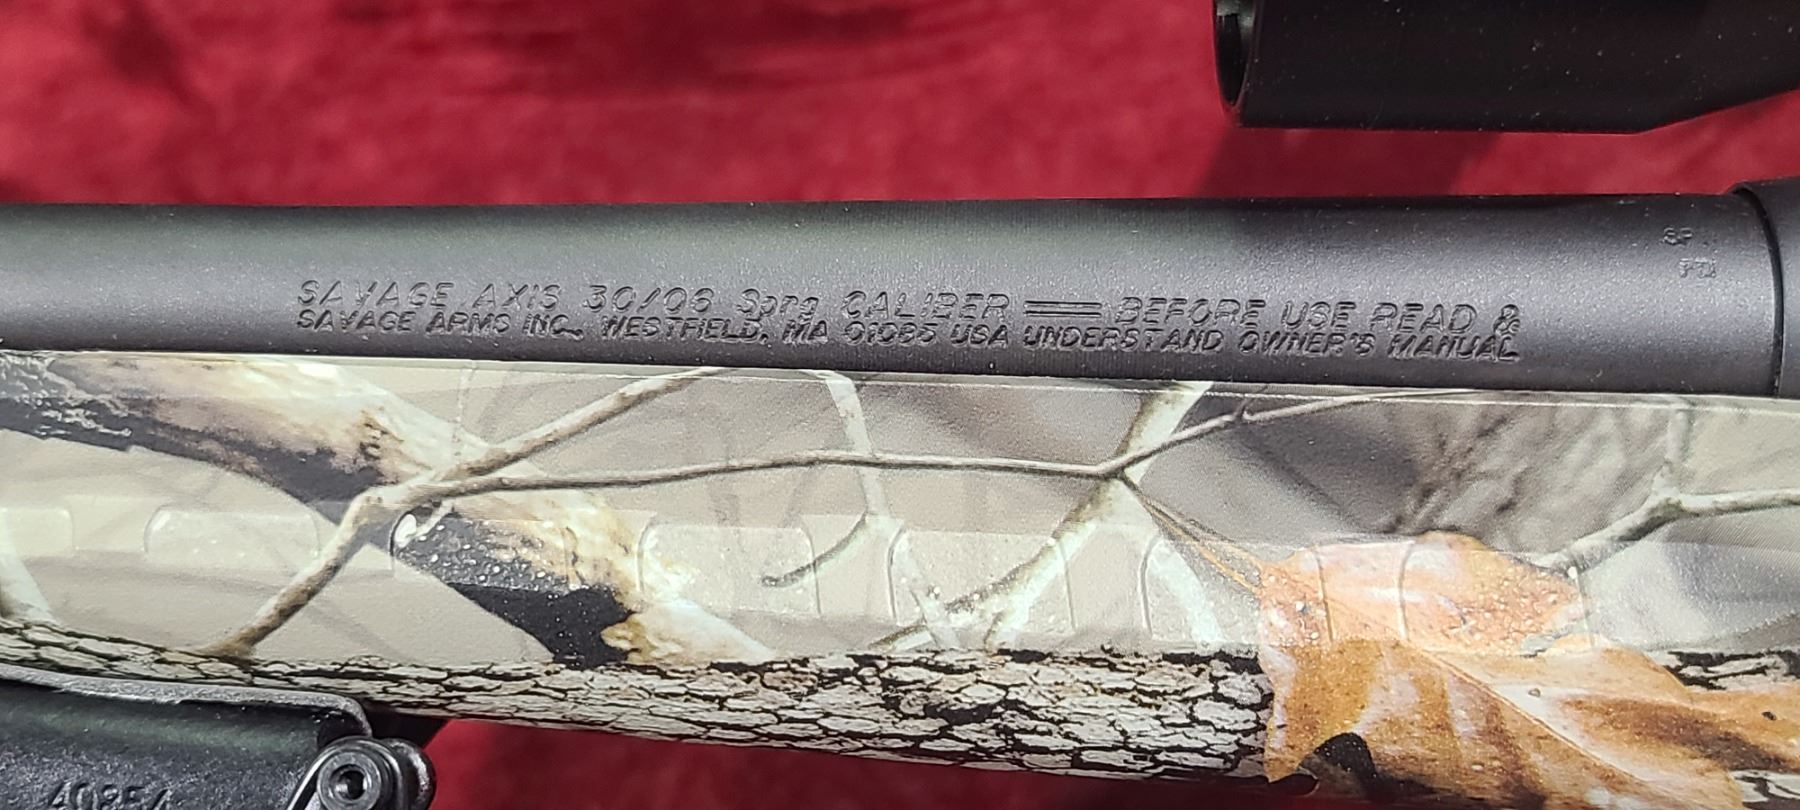 SP
SAVAGE AXIS 30/06 Sprg CALIBER BEFORE USE READ &
SAVAGE ARMS INC. WESTFIELD, MA 01085 USA UNDERSTAND OWNER'S MANUAL